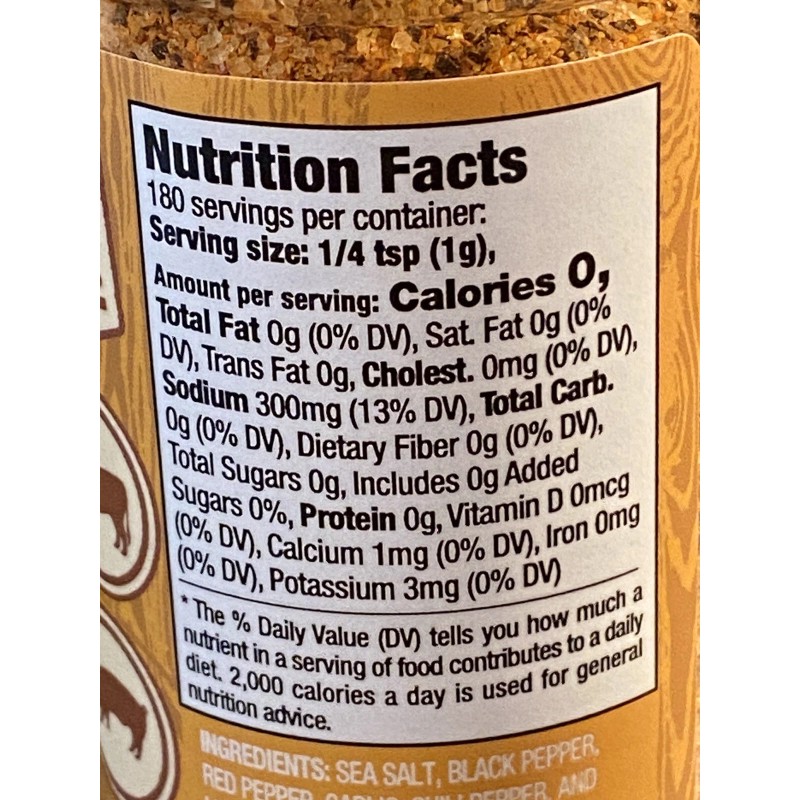 Nutrition Facts
180 servings per container:
Serving size: 1/4 tsp (1g),
Amount per serving: Calories 0,
Total Fat 0g (0% DV), Sat. Fat 0g (0%
DV), Trans Fat 0g, Cholest. 0mg (0% DV),
Sodium 300mg (13% DV), Total Carb.
0g (0% DV), Dietary Fiber 0g (0% DV),
Total Sugars 0g, Includes 0g Added
Sugars 0%, Protein 0g, Vitamin D 0mcg
(0% DV), Calcium 1mg (0% DV), Iron 0mg
(0% DV), Potassium 3mg (0% DV)
* The % Daily Value (DV) tells you how much a
nutrient in a serving of food contributes to a daily
diet. 2,000 calories a day is used for general
nutrition advice.
INGREDIENTS: SEA SALT, BLACK PEPPER,
RED PEPPER, GARLIC, CHILI PEPPER, AND